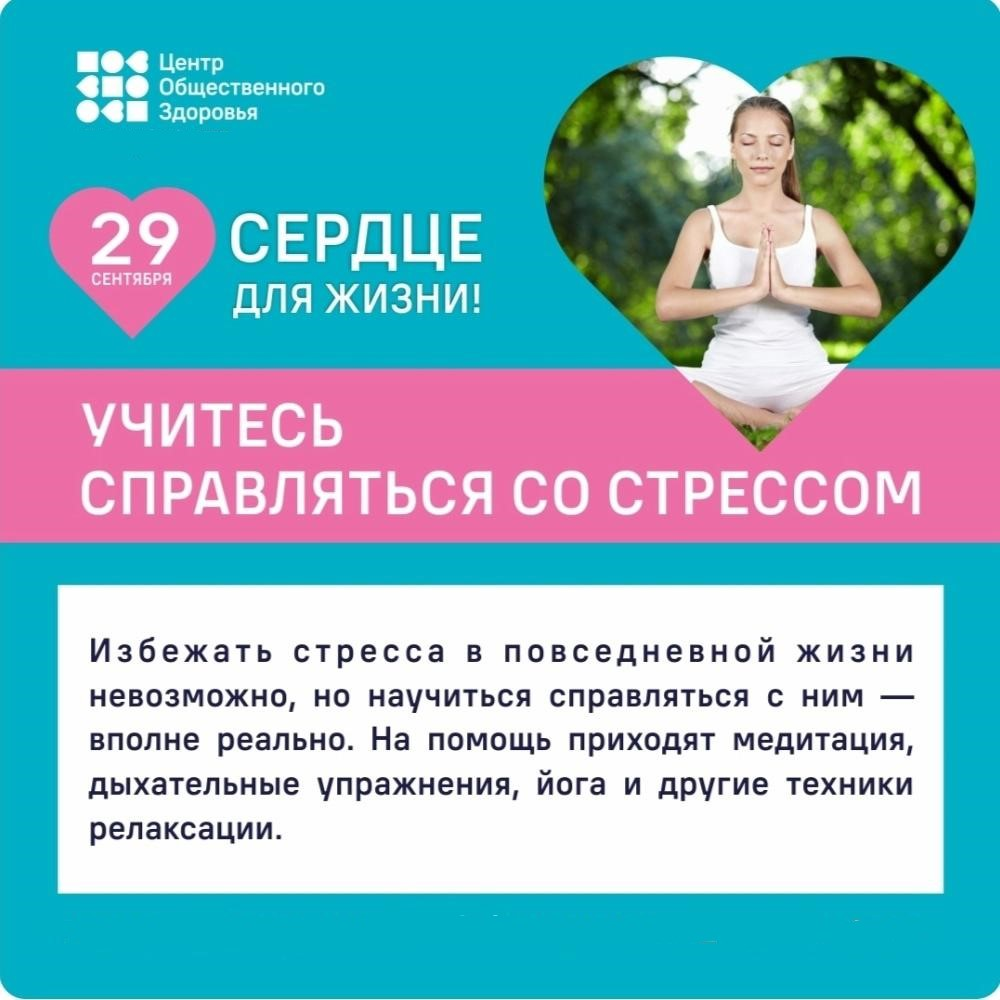 Центр
Общественного
Здоровья
29
СЕНТЯБРЯ
СЕРДЦЕ
ДЛЯ ЖИЗНИ!
УЧИТЕСЬ
СПРАВЛЯТЬСЯ СО СТРЕССОМ
Избежать стресса в повседневной жизни
невозможно, но научиться справляться с ним —
вполне реально. На помощь приходят медитация,
дыхательные упражнения, йога и другие техники
релаксации.